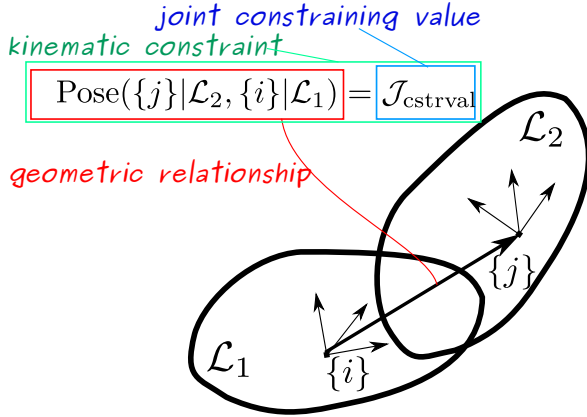 joint constraining value
kinematic constraint
Pose({j}|ℒ₂, {i}|ℒ₁) = 𝒥cstrval
geometric relationship
ℒ₂
{j}
ℒ₁
{i}